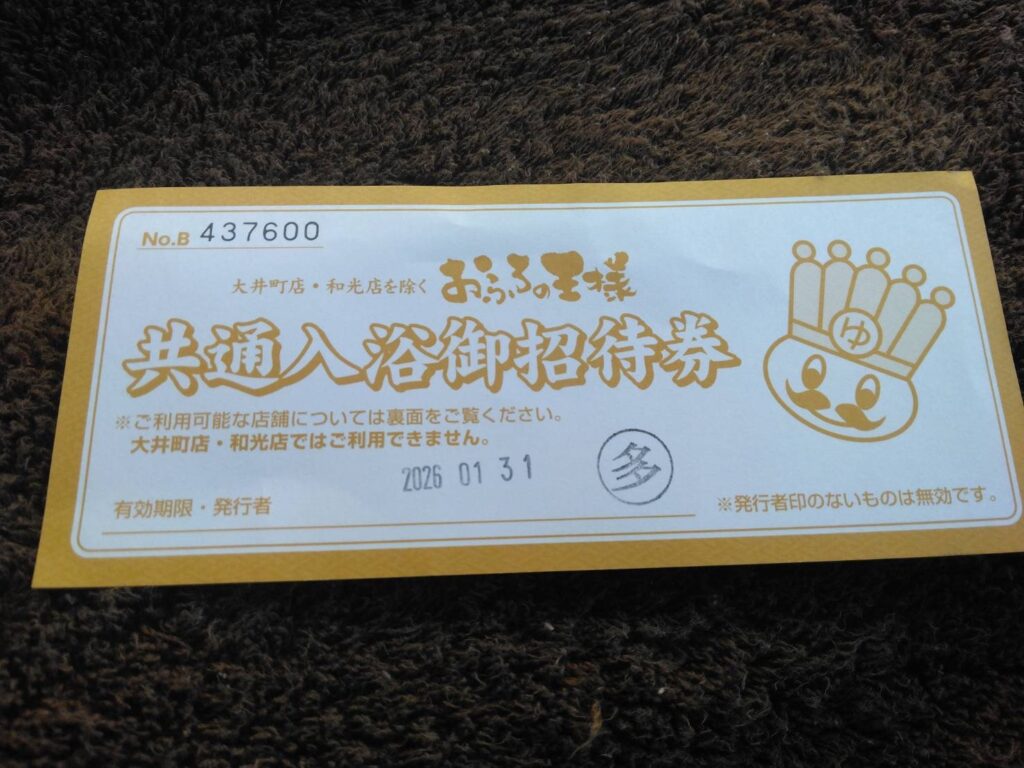 No.B 437600
大井町店・和光店を除く おふろの王様
共通入浴御招待券
ゆ
※ご利用可能な店舗については裏面をご覧ください。
大井町店・和光店ではご利用できません。
2026 01 31
多
有効期限・発行者
※発行者印のないものは無効です。